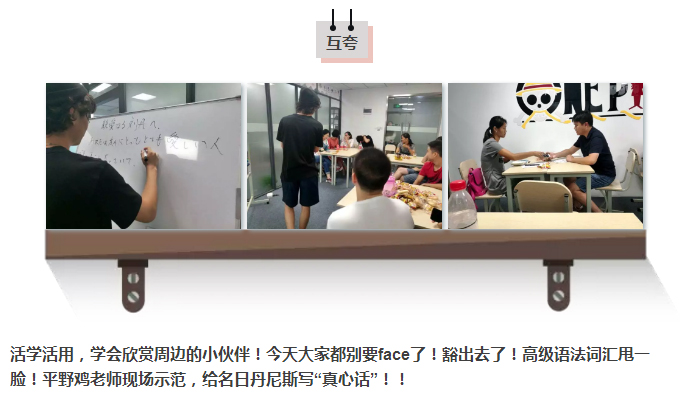 互夸
ONE PI
活学活用，学会欣赏周边的小伙伴！今天大家都别要face了！豁出去了！高级语法词汇甩一
脸！平野鸡老师现场示范，给名日丹尼斯写“真心话”！！